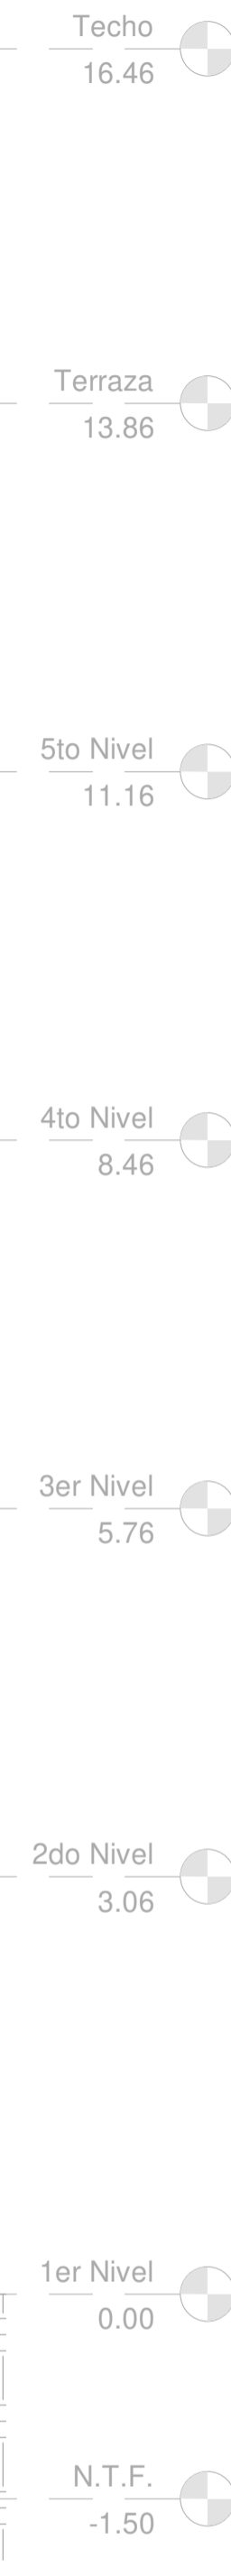 Techo
16.46
Terraza
13.86
5to Nivel
11.16
4to Nivel
8.46
3er Nivel
5.76
2do Nivel
3.06
1er Nivel
0.00
N.T.F.
-1.50